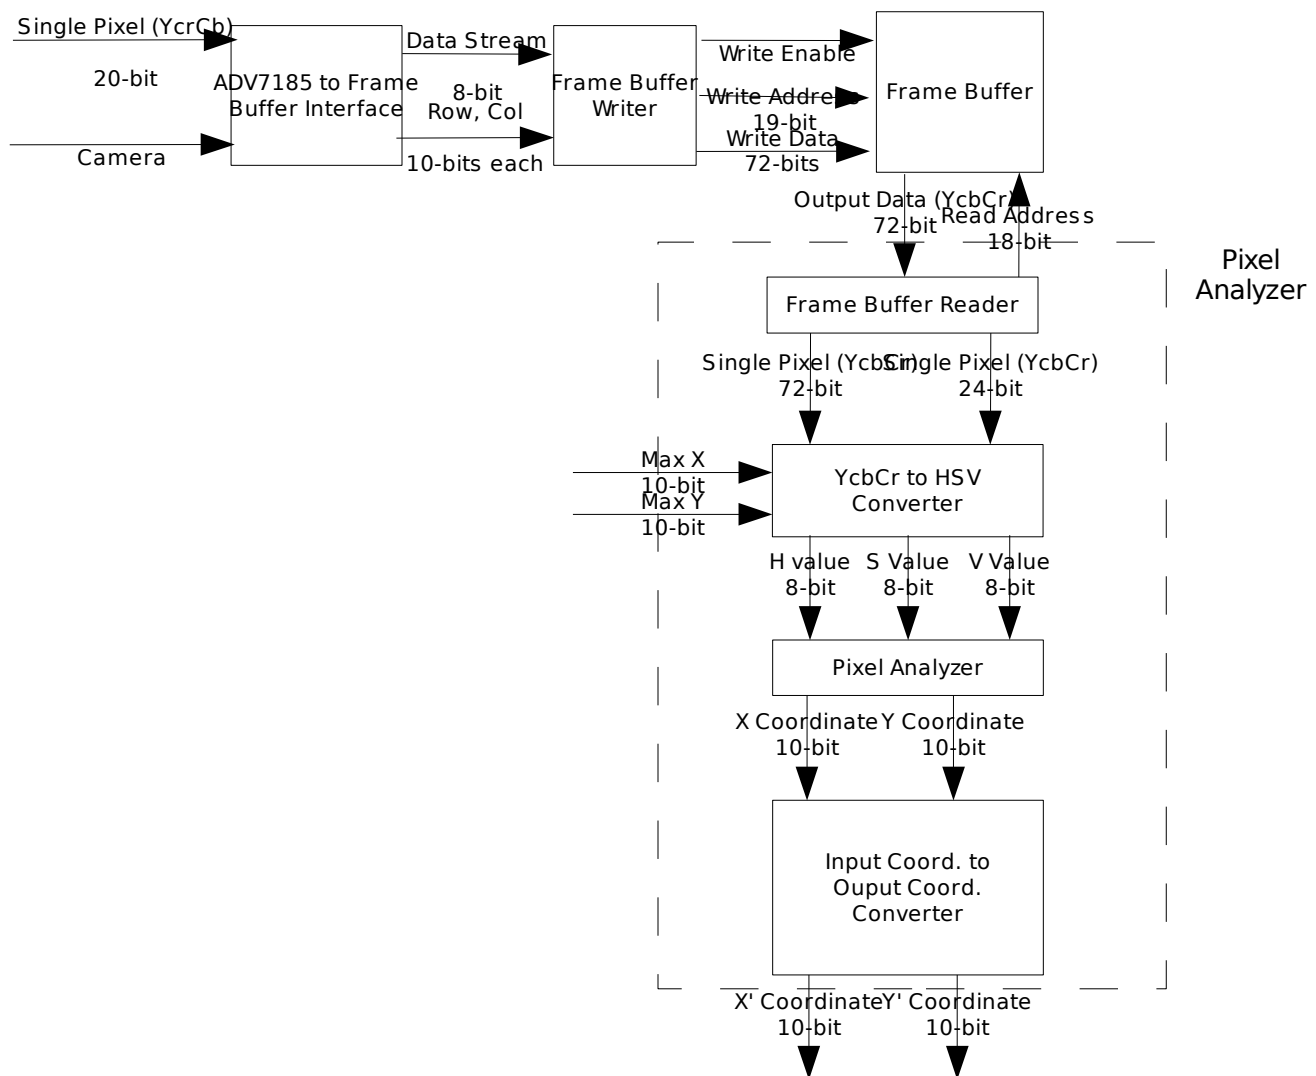 Single Pixel (YcrCb)
20-bit
Camera
ADV7185 to Frame
Buffer Interface
Data Stream
8-bit
Row, Col
10-bits each
Frame Buffer
Writer
Write Enable
Write Address
19-bit
Write Data
72-bits
Frame Buffer
Output Data (YcbCr)
72-bit
Read Address
18-bit
Pixel
Analyzer
Frame Buffer Reader
Single Pixel (YcbCr)
72-bit
Single Pixel (YcbCr)
24-bit
Max X
10-bit
Max Y
10-bit
YcbCr to HSV
Converter
H value
8-bit
S Value
8-bit
V Value
8-bit
Pixel Analyzer
X Coordinate
10-bit
Y Coordinate
10-bit
Input Coord. to
Ouput Coord.
Converter
X' Coordinate
10-bit
Y' Coordinate
10-bit